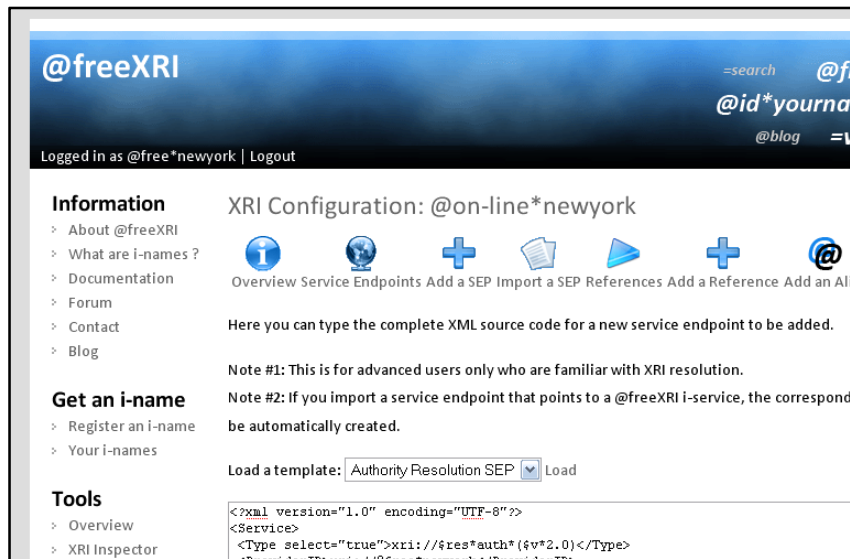 @freeXRI
=search
@id*yourna
@blog
Logged in as @free*newyork | Logout
Information
About @freeXRI
What are i-names ?
Documentation
Forum
Contact
Blog
Get an i-name
Register an i-name
Your i-names
Tools
Overview
XRI Inspector
XRI Configuration: @on-line*newyork
Overview Service Endpoints Add a SEP Import a SEP References Add a Reference Add an Al
Here you can type the complete XML source code for a new service endpoint to be added.
Note #1: This is for advanced users only who are familiar with XRI resolution.
Note #2: If you import a service endpoint that points to a @freeXRI i-service, the correspond
be automatically created.
Load a template: Authority Resolution SEP Load
<?xml version="1.0" encoding="UTF-8"?>
<Service>
<Type select="true">xri://$res*auth*($v*2.0)</Type>